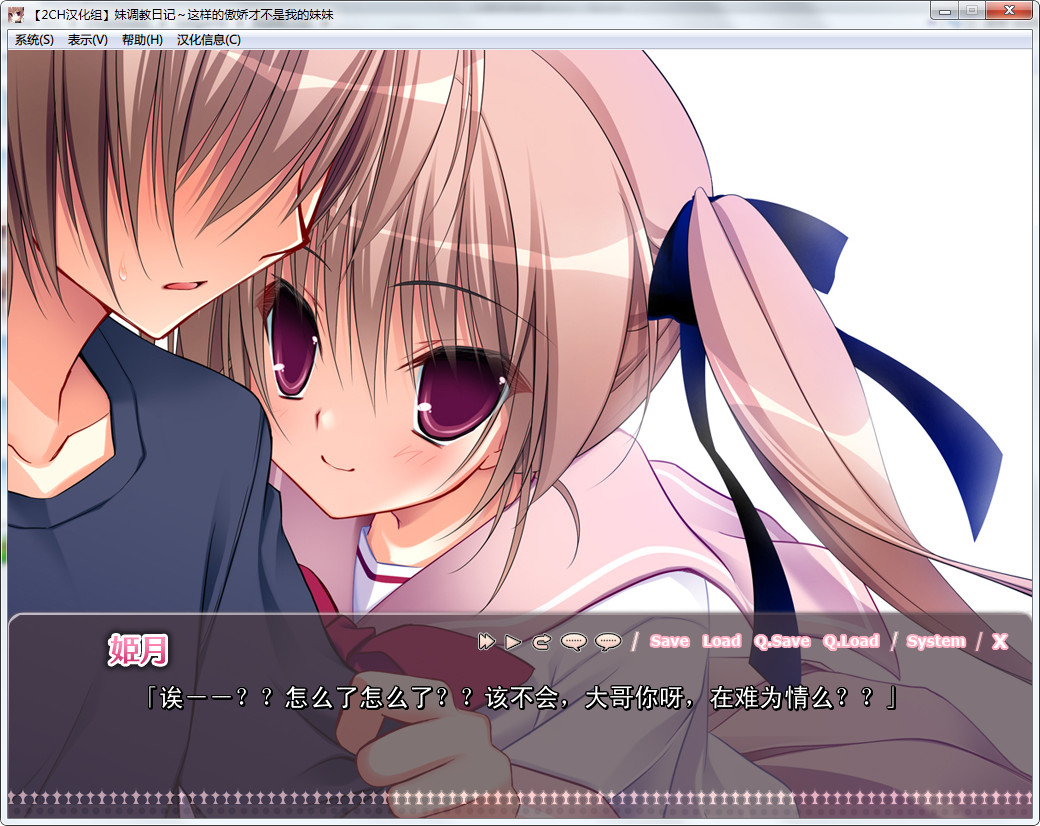 【2CH汉化组】妹调教日记～这样的傲娇才不是我的妹妹
系统(S) 表示(V) 帮助(H) 汉化信息(C)
姫月
/ Save Load Q.Save Q.Load / System / X
「诶－－？？怎么了怎么了？？该不会，大哥你呀，在难为情么？？」